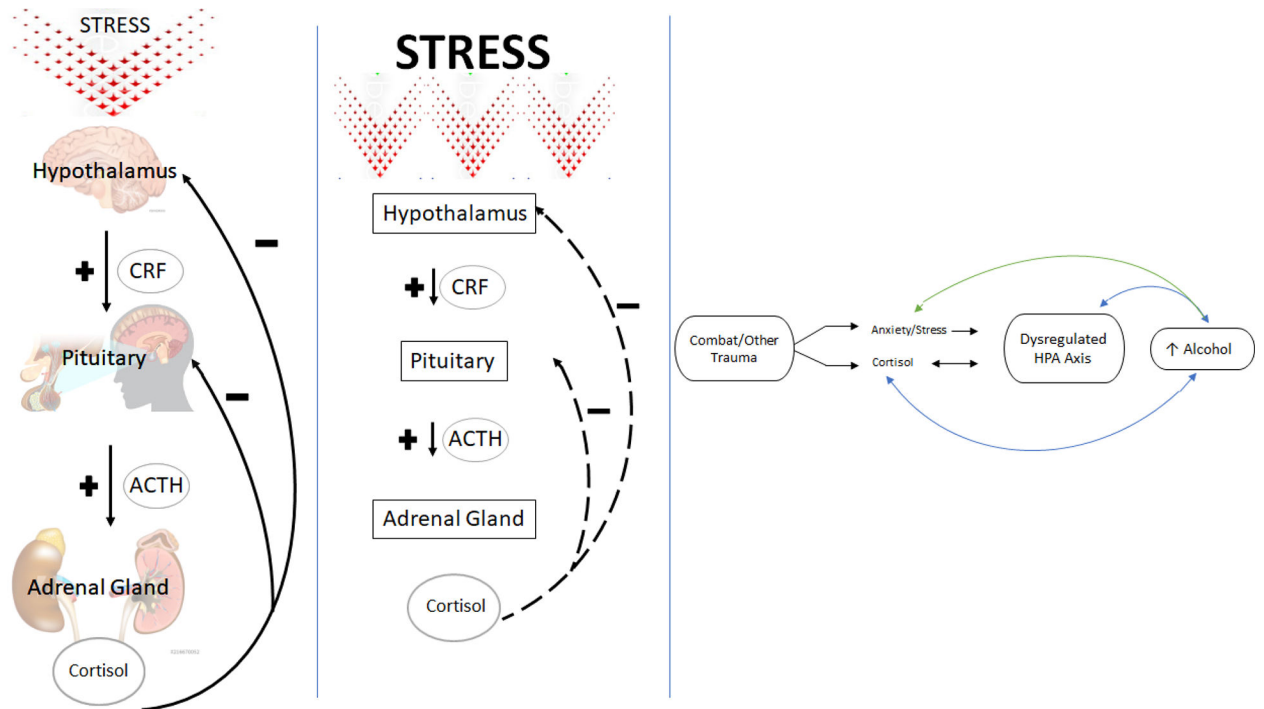 STRESS
Hypothalamus
+
CRF
−
Pituitary
−
+
ACTH
Adrenal Gland
Cortisol
STRESS
Hypothalamus
+
CRF
−
Pituitary
−
+
ACTH
Adrenal Gland
Cortisol
Combat/Other
Trauma
Anxiety/Stress
Cortisol
Dysregulated
HPA Axis
↑ Alcohol